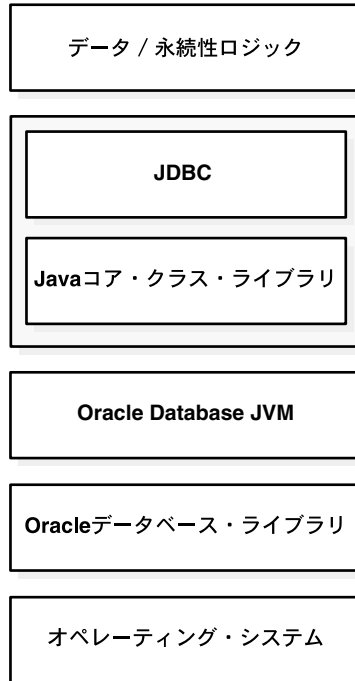 データ / 永続性ロジック
JDBC
Javaコア・クラス・ライブラリ
Oracle Database JVM
Oracleデータベース・ライブラリ
オペレーティング・システム